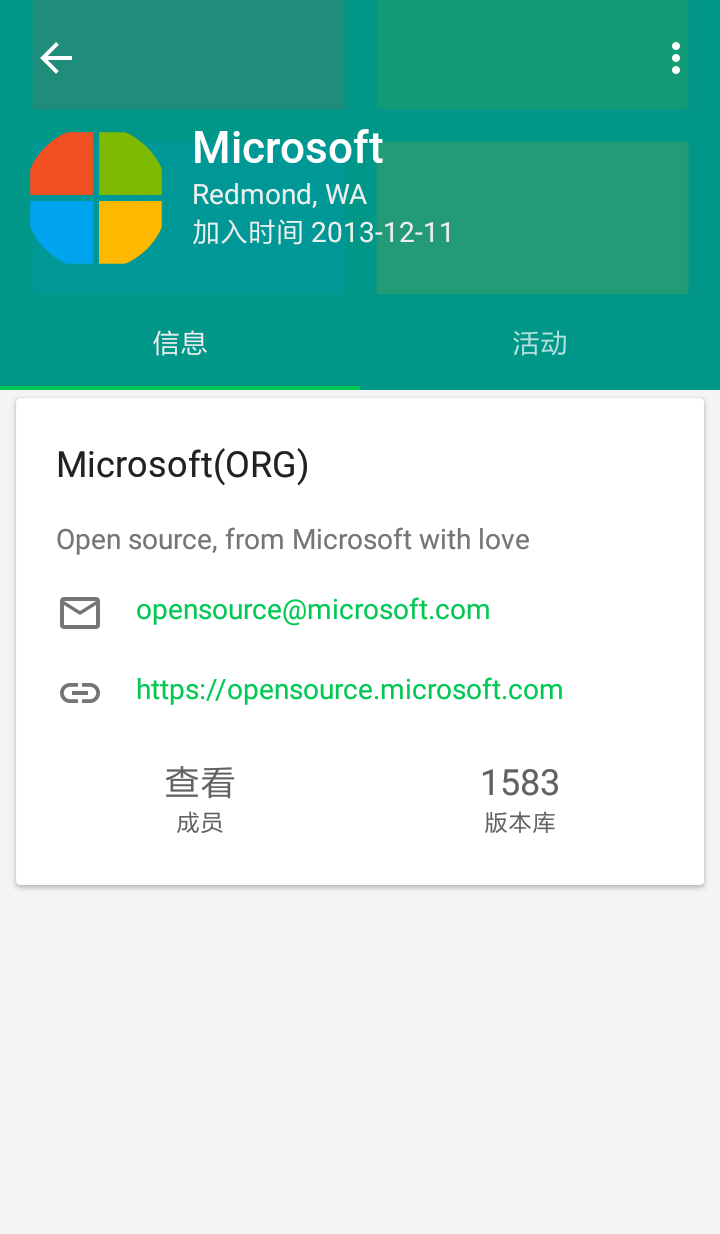 Microsoft
Redmond, WA
加入时间 2013-12-11
信息
活动
Microsoft(ORG)
Open source, from Microsoft with love
opensource@microsoft.com
https://opensource.microsoft.com
查看
成员
1583
版本库